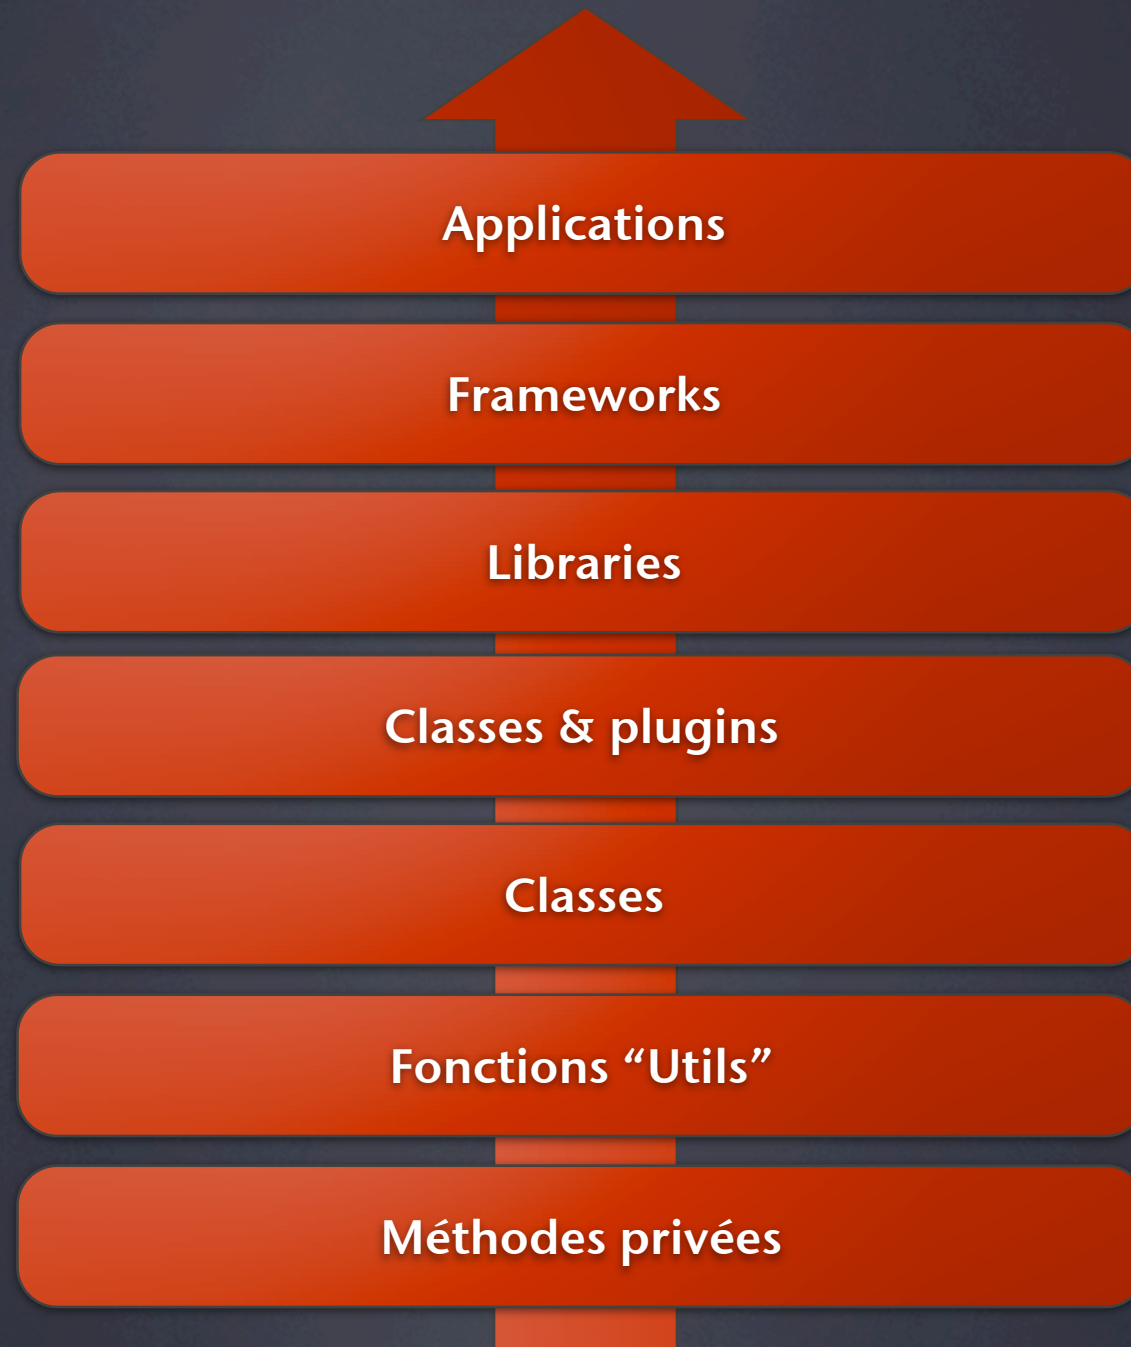 Applications
Frameworks
Libraries
Classes & plugins
Classes
Fonctions “Utils”
Méthodes privées